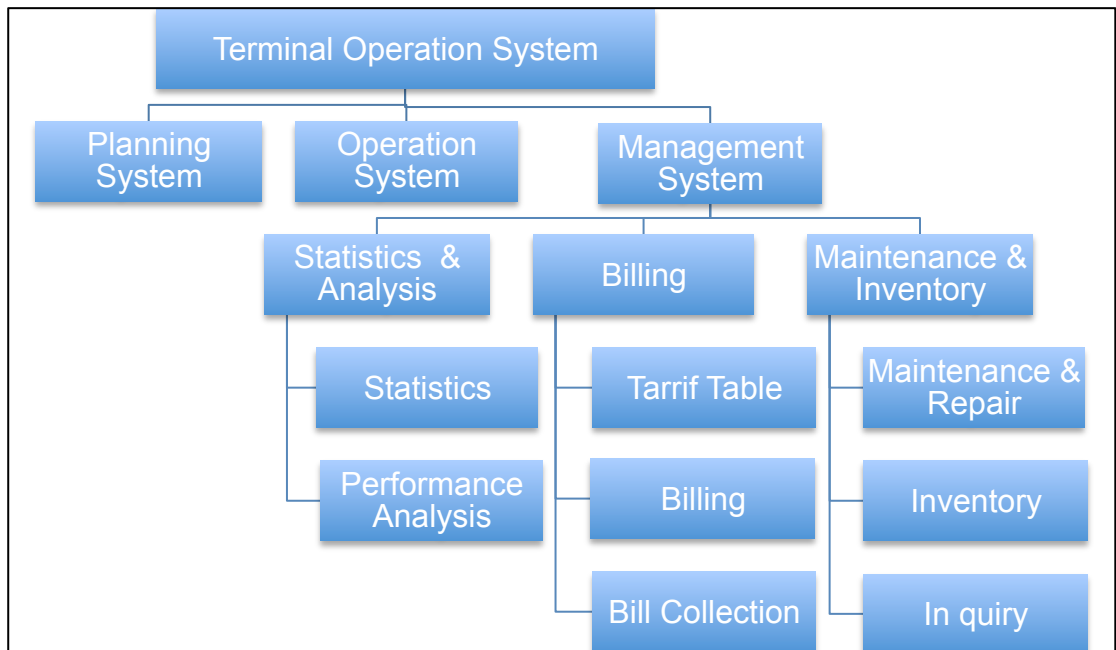 Terminal Operation System
Planning
System
Operation
System
Management
System
Statistics &
Analysis
Billing
Maintenance &
Inventory
Statistics
Tarrif Table
Maintenance &
Repair
Performance
Analysis
Billing
Inventory
Bill Collection
In quiry